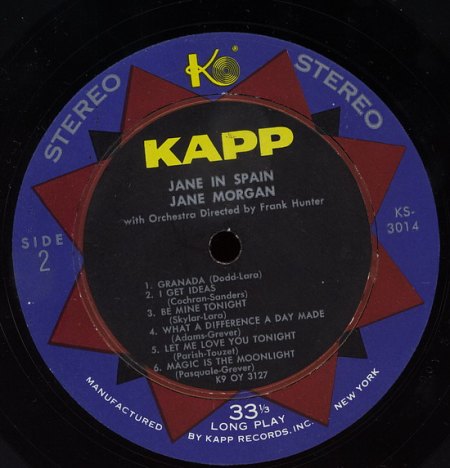 K
®
STEREO
STEREO
KAPP
JANE IN SPAIN
JANE MORGAN
with Orchestra Directed by Frank Hunter
SIDE
2
KS-
3014
1. GRANADA (Dodd-Lara)
2. I GET IDEAS
(Cochran-Sanders)
3. BE MINE TONIGHT
(Skylar-Lara)
4. WHAT A DIFFERENCE A DAY MADE
(Adams-Grever)
5. LET ME LOVE YOU TONIGHT
(Parish-Touzet)
6. MAGIC IS THE MOONLIGHT
(Pasquale-Grever)
K9 OY 3127
33 1/3
LONG PLAY
MANUFACTURED BY KAPP RECORDS, INC. NEW YORK